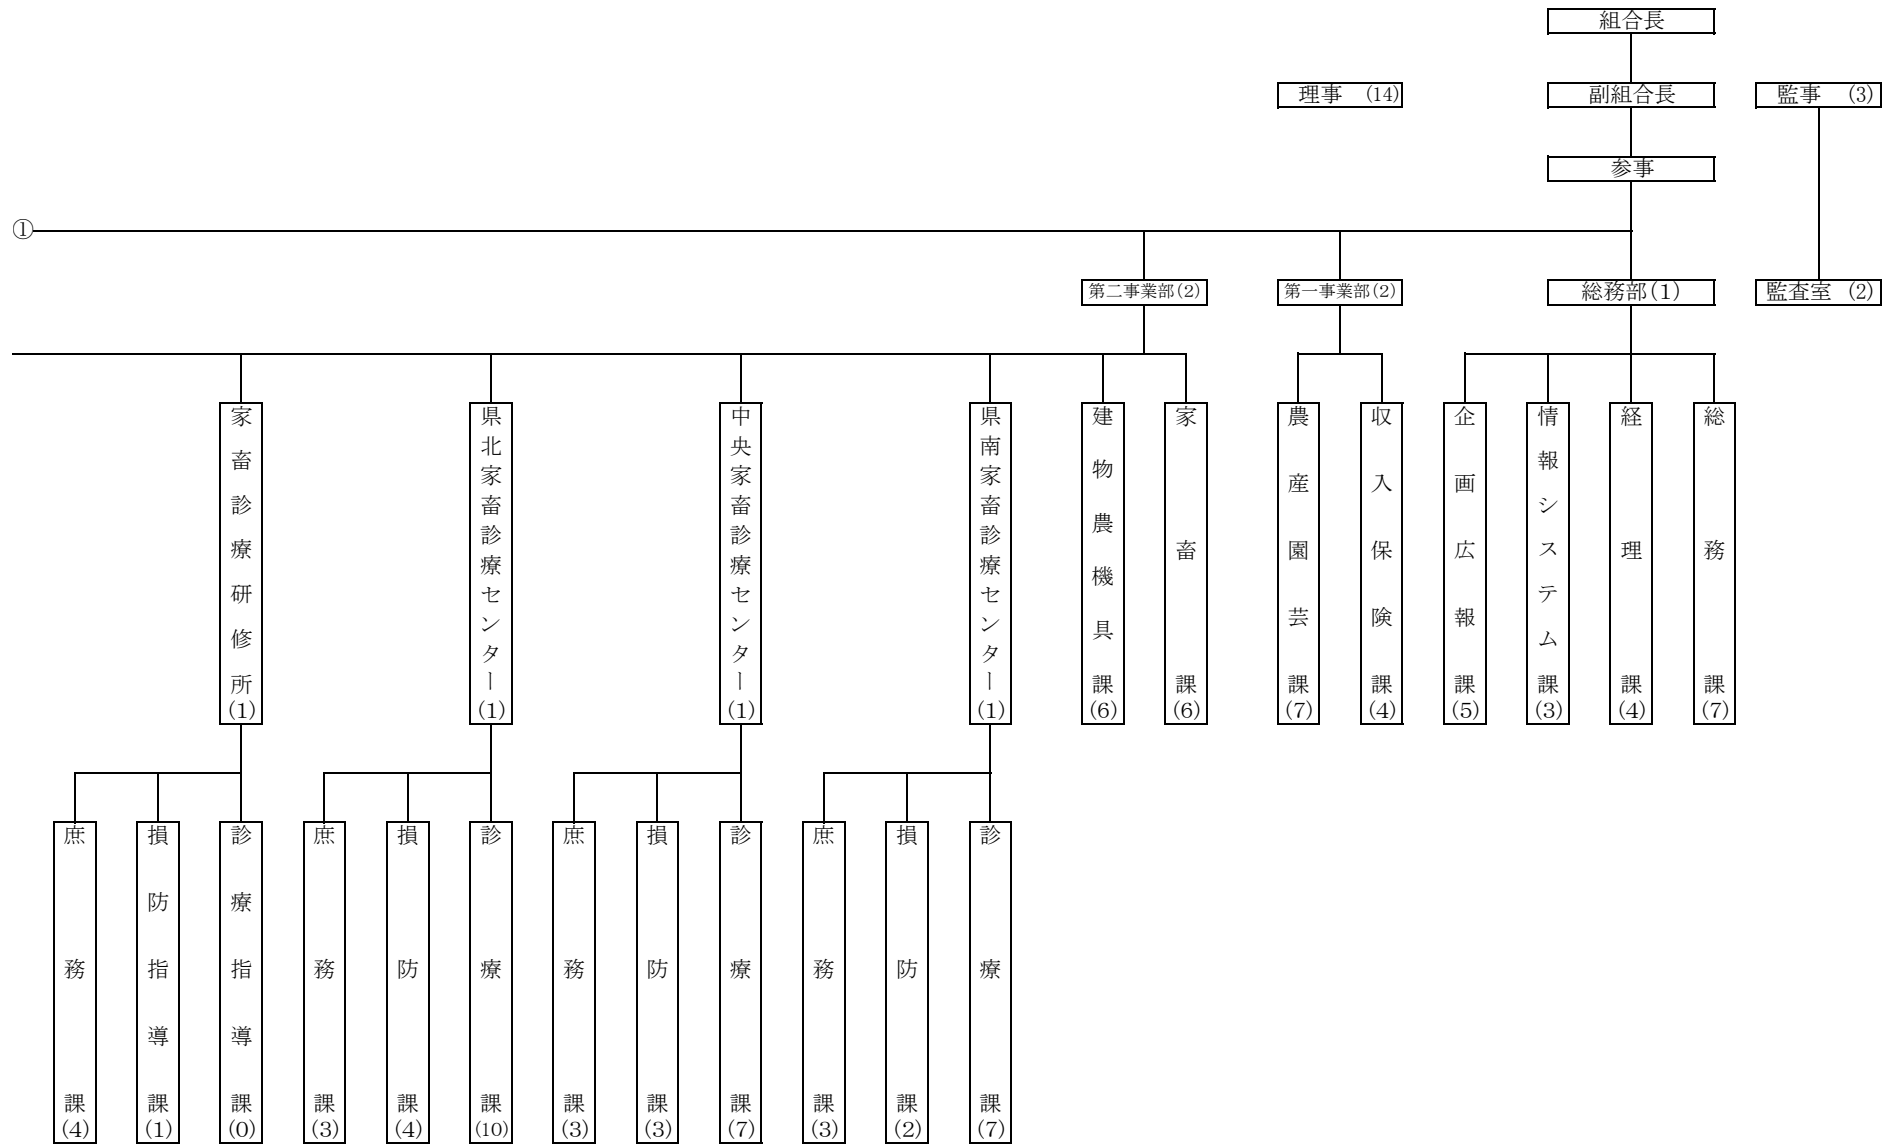 組合長
理事 (14)
副組合長
監事 (3)
参事
①
第二事業部(2)
第一事業部(2)
総務部(1)
監査室 (2)
家畜診療研修所(1)
県北家畜診療センター(1)
中央家畜診療センター(1)
県南家畜診療センター(1)
建物農機具課(6)
家畜課(6)
農産園芸課(7)
収入保険課(4)
企画広報課(5)
情報システム課(3)
経理課(4)
総務課(7)
庶務課(4)
損防指導課(1)
診療指導課(0)
庶務課(3)
損防課(4)
診療課(10)
庶務課(3)
損防課(3)
診療課(7)
庶務課(3)
損防課(2)
診療課(7)